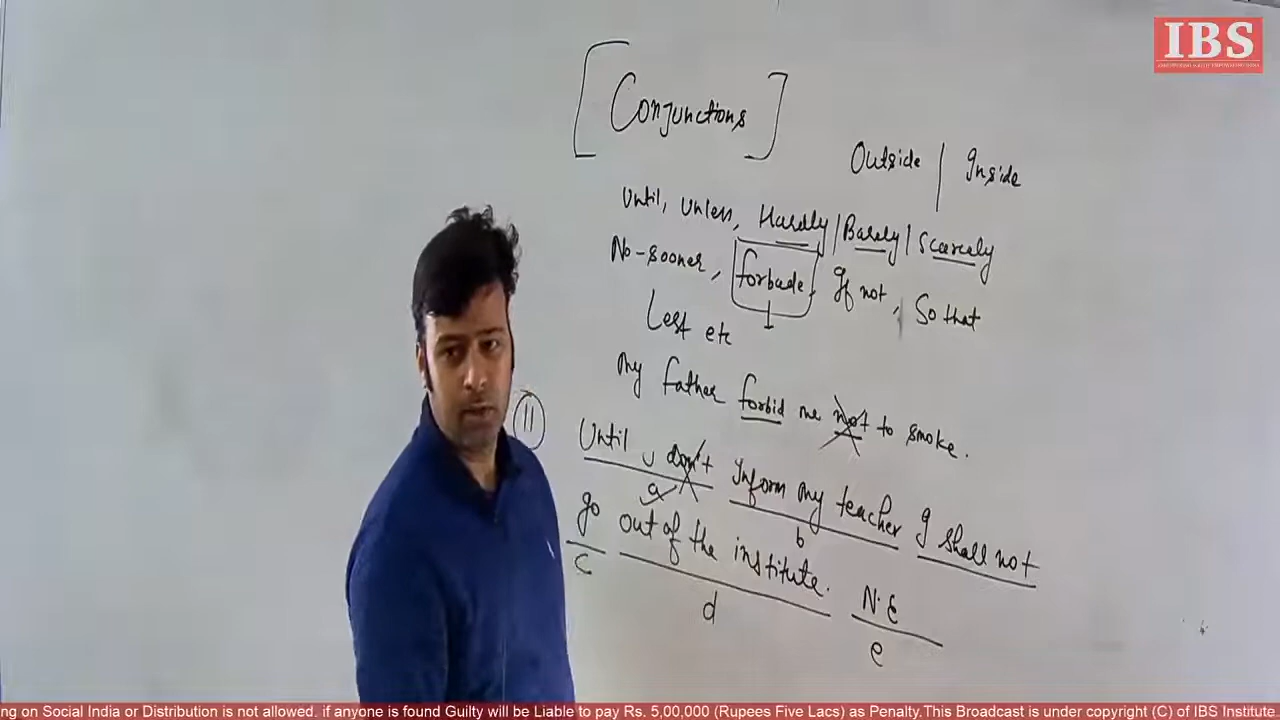 IBS
[Conjunctions]
Outside | Inside
Until, Unless, Hardly | Barely | Scarcely
No-sooner, forbade, If not, So that
Lest etc
My father forbid me not to smoke.
11 Until U don't inform my teacher I shall not
a b
go out of the institute. N.E
c d e
ng on Social India or Distribution is not allowed. if anyone is found Guilty will be Liable to pay Rs. 5,00,000 (Rupees Five Lacs) as Penalty.This Broadcast is under copyright (C) of IBS Institute.